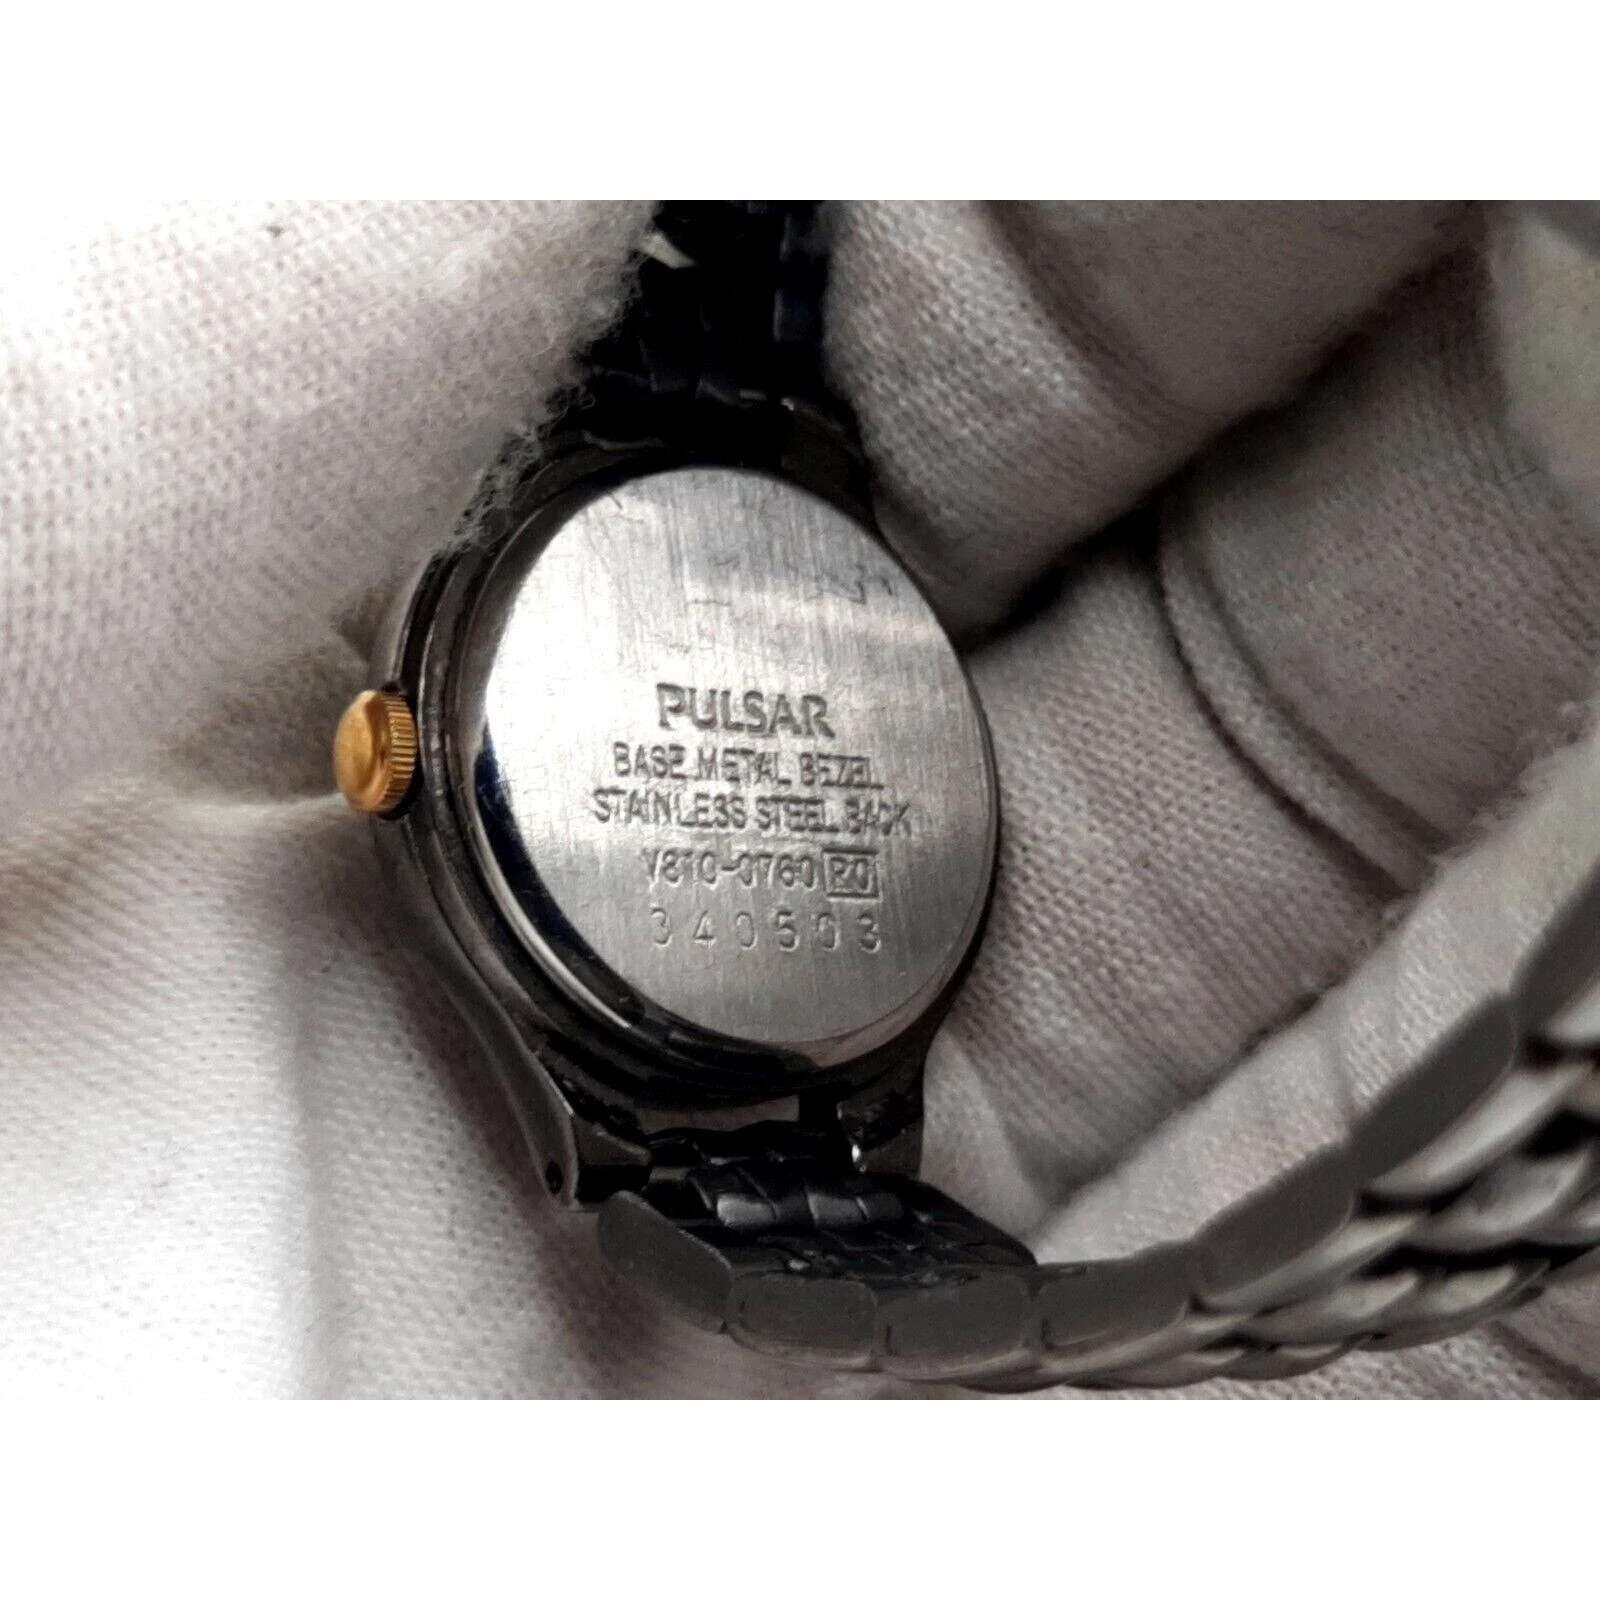 PULSAR
BASE METAL BEZEL
STAINLESS STEEL BACK
V810-0760 R0
340503